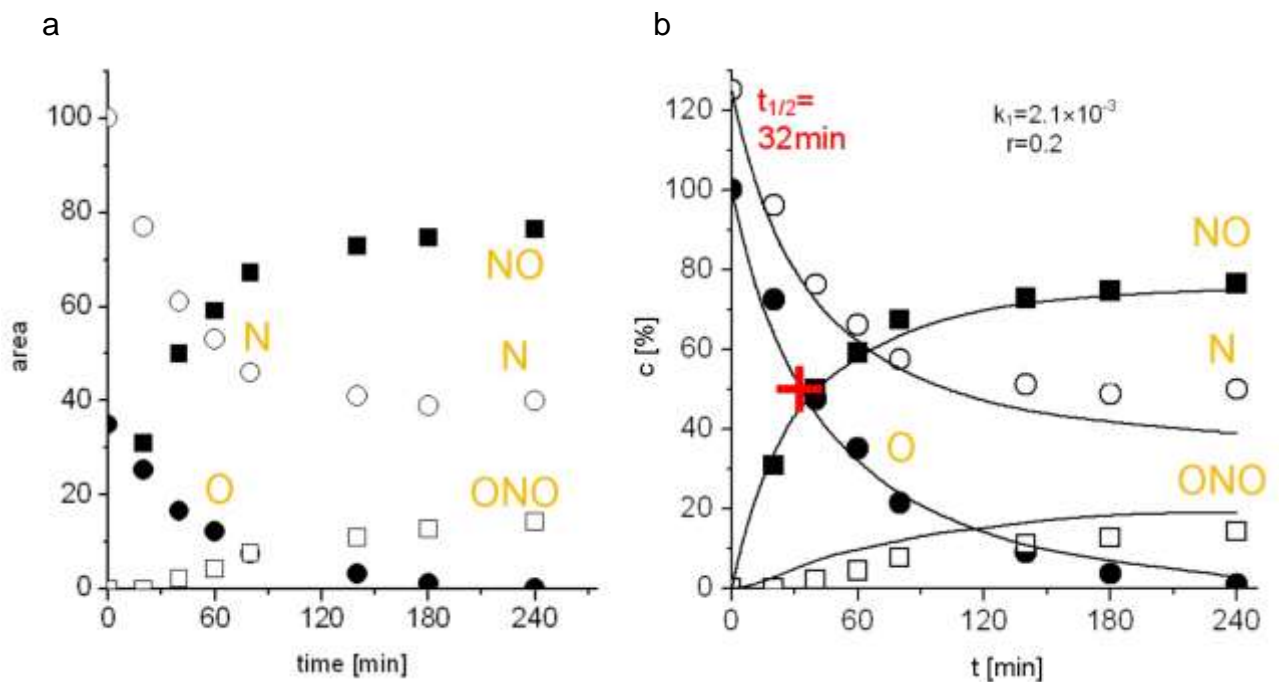 a
100
80
60
40
20
0
area
0
60
120
180
240
time [min]
NO
N
N
O
ONO
b
120
100
80
60
40
20
0
c [%]
0
60
120
180
240
t [min]
t1/2=
32min
k₁=2.1×10⁻³
r=0.2
NO
N
O
ONO